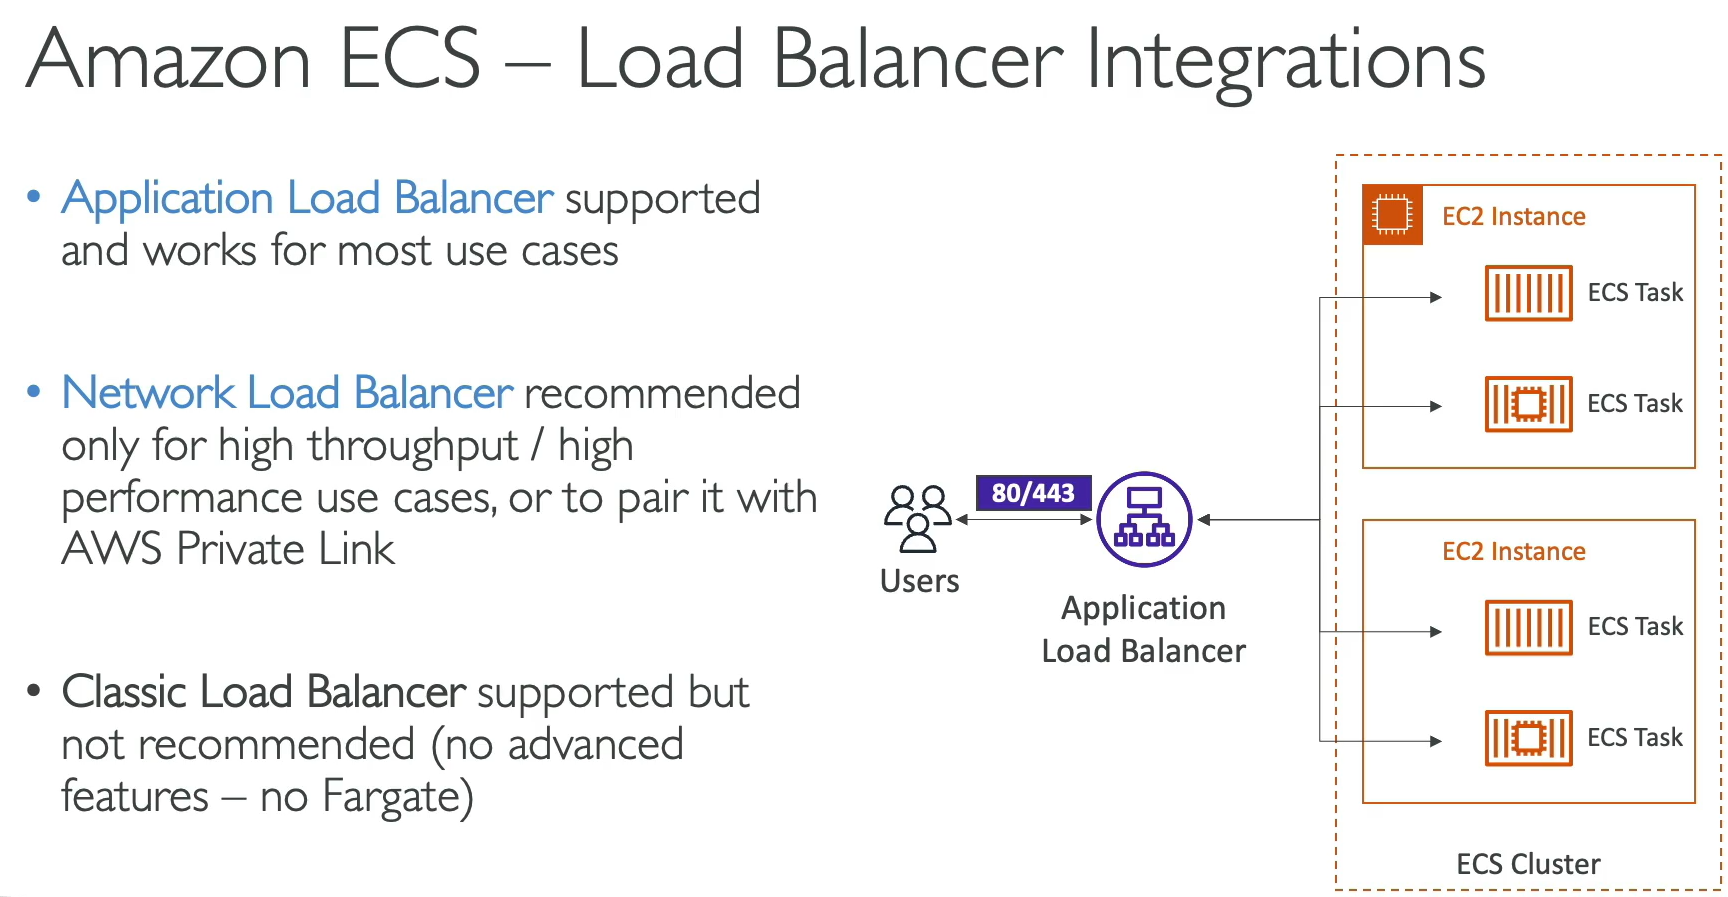 Amazon ECS – Load Balancer Integrations
• Application Load Balancer supported
and works for most use cases
• Network Load Balancer recommended
only for high throughput / high
performance use cases, or to pair it with
AWS Private Link
• Classic Load Balancer supported but
not recommended (no advanced
features – no Fargate)
Users
80/443
Application
Load Balancer
EC2 Instance
ECS Task
ECS Task
EC2 Instance
ECS Task
ECS Task
ECS Cluster